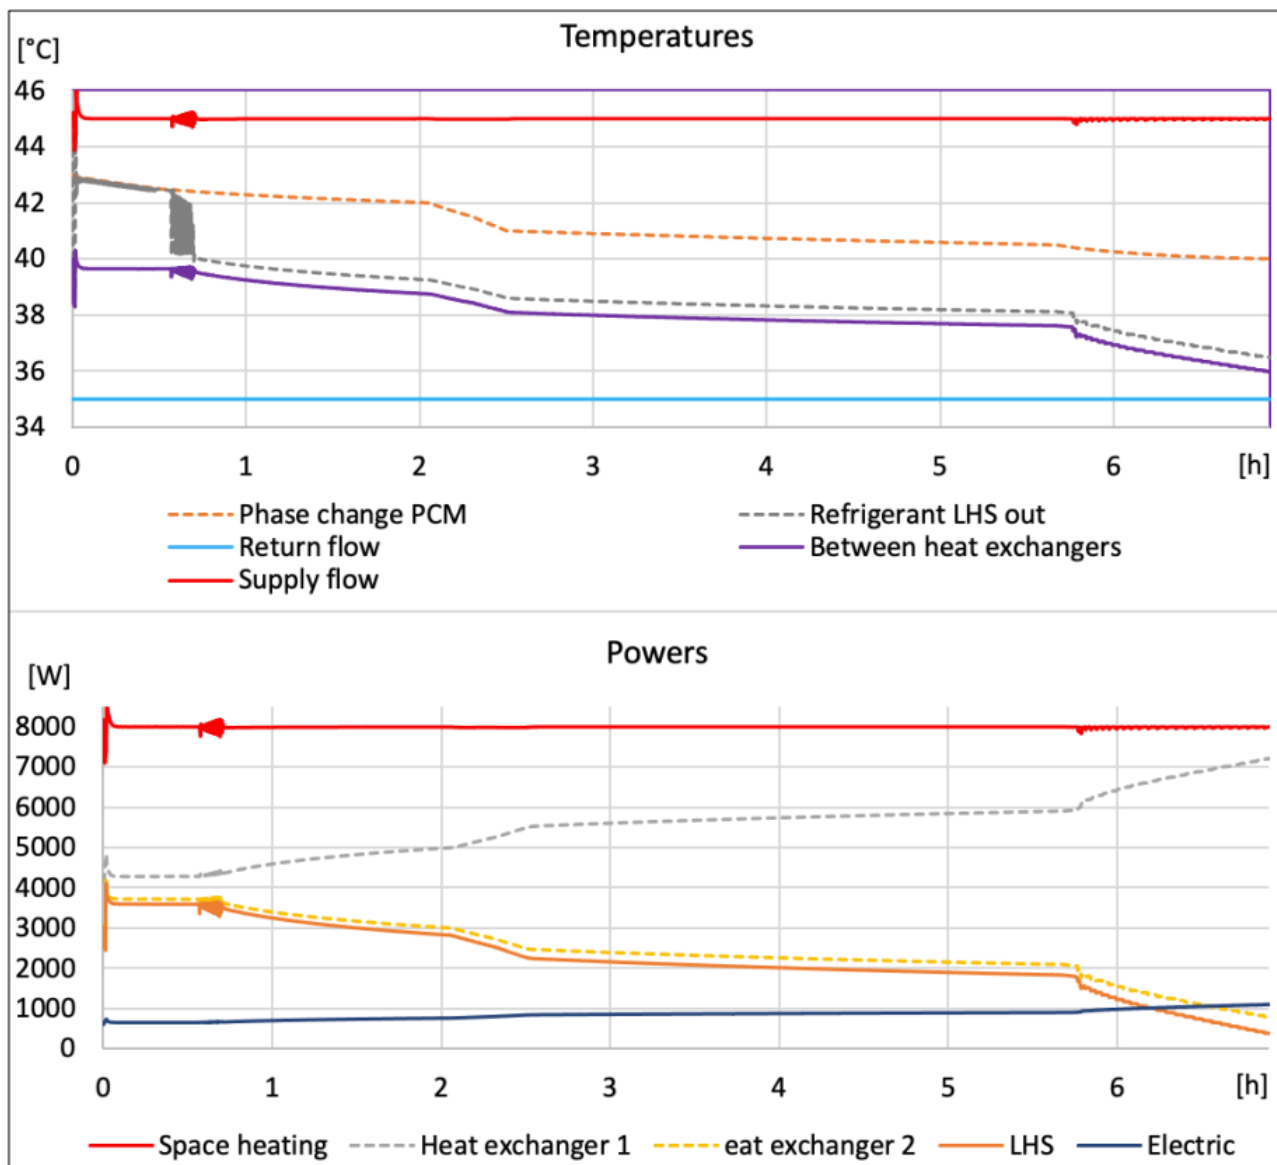 Temperatures
[°C]
46
44
42
40
38
36
34
0 1 2 3 4 5 6 [h]
Phase change PCM Refrigerant LHS out
Return flow Between heat exchangers
Supply flow
Powers
[W]
8000
7000
6000
5000
4000
3000
2000
1000
0
0 1 2 3 4 5 6 [h]
Space heating Heat exchanger 1 eat exchanger 2 LHS Electric